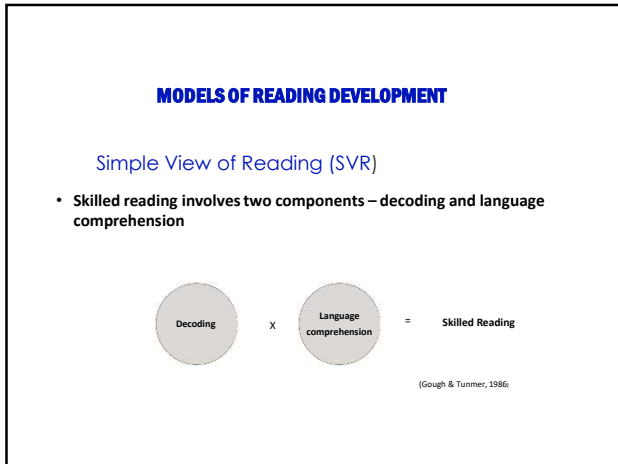 MODELS OF READING DEVELOPMENT
Simple View of Reading (SVR)
• Skilled reading involves two components – decoding and language
comprehension
Decoding X Language comprehension = Skilled Reading
(Gough & Tunmer, 1986)